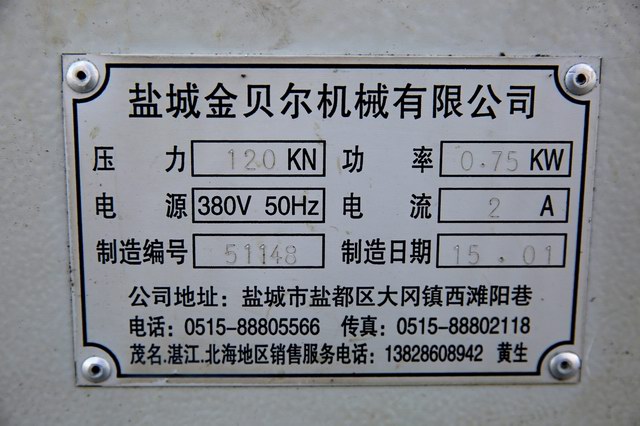 盐城金贝尔机械有限公司
压 力 120 KN 功 率 0.75 KW
电 源 380V 50Hz 电 流 2 A
制造编号 51148 制造日期 15.01
公司地址：盐城市盐都区大冈镇西滩阳巷
电话：0515-88805566 传真：0515-88802118
茂名.湛江.北海地区销售服务电话：13828608942 黄生